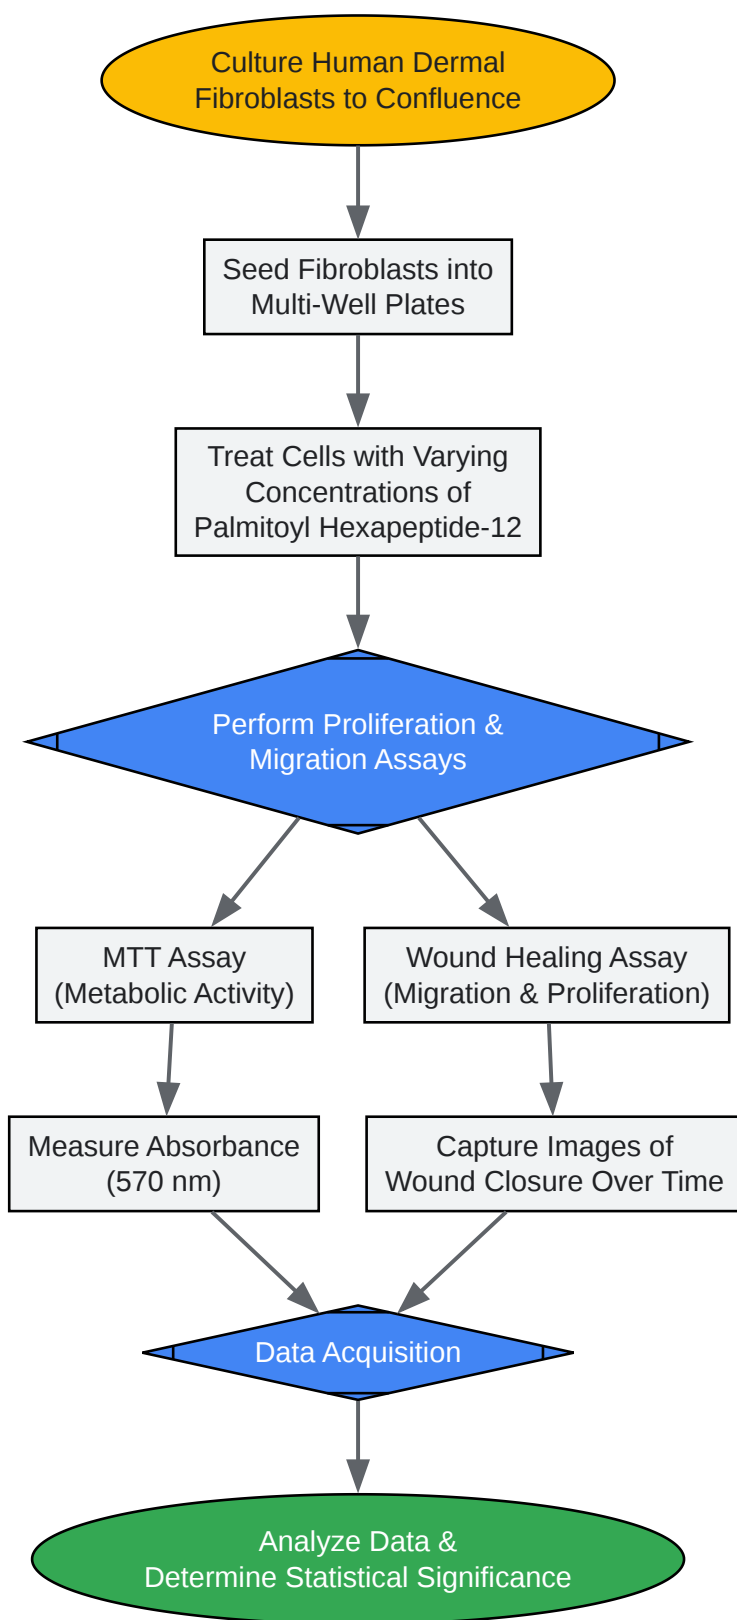 Culture Human Dermal
Fibroblasts to Confluence
Seed Fibroblasts into
Multi-Well Plates
Treat Cells with Varying
Concentrations of
Palmitoyl Hexapeptide-12
Perform Proliferation &
Migration Assays
MTT Assay
(Metabolic Activity)
Wound Healing Assay
(Migration & Proliferation)
Measure Absorbance
(570 nm)
Capture Images of
Wound Closure Over Time
Data Acquisition
Analyze Data &
Determine Statistical Significance